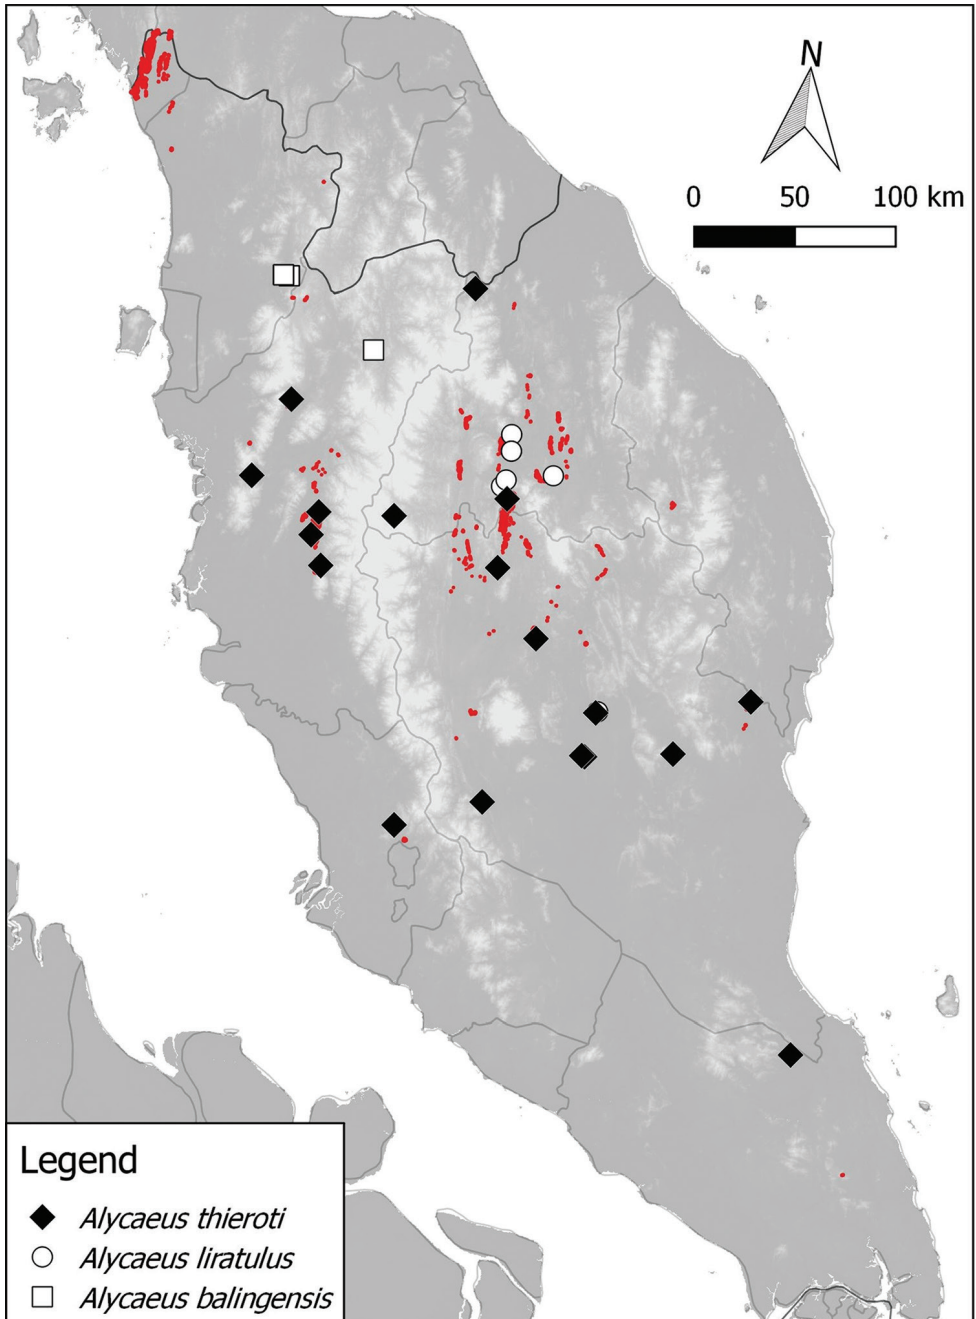 N
0 50 100 km
Legend
Alycaeus thieroti
Alycaeus liratulus
Alycaeus balingensis